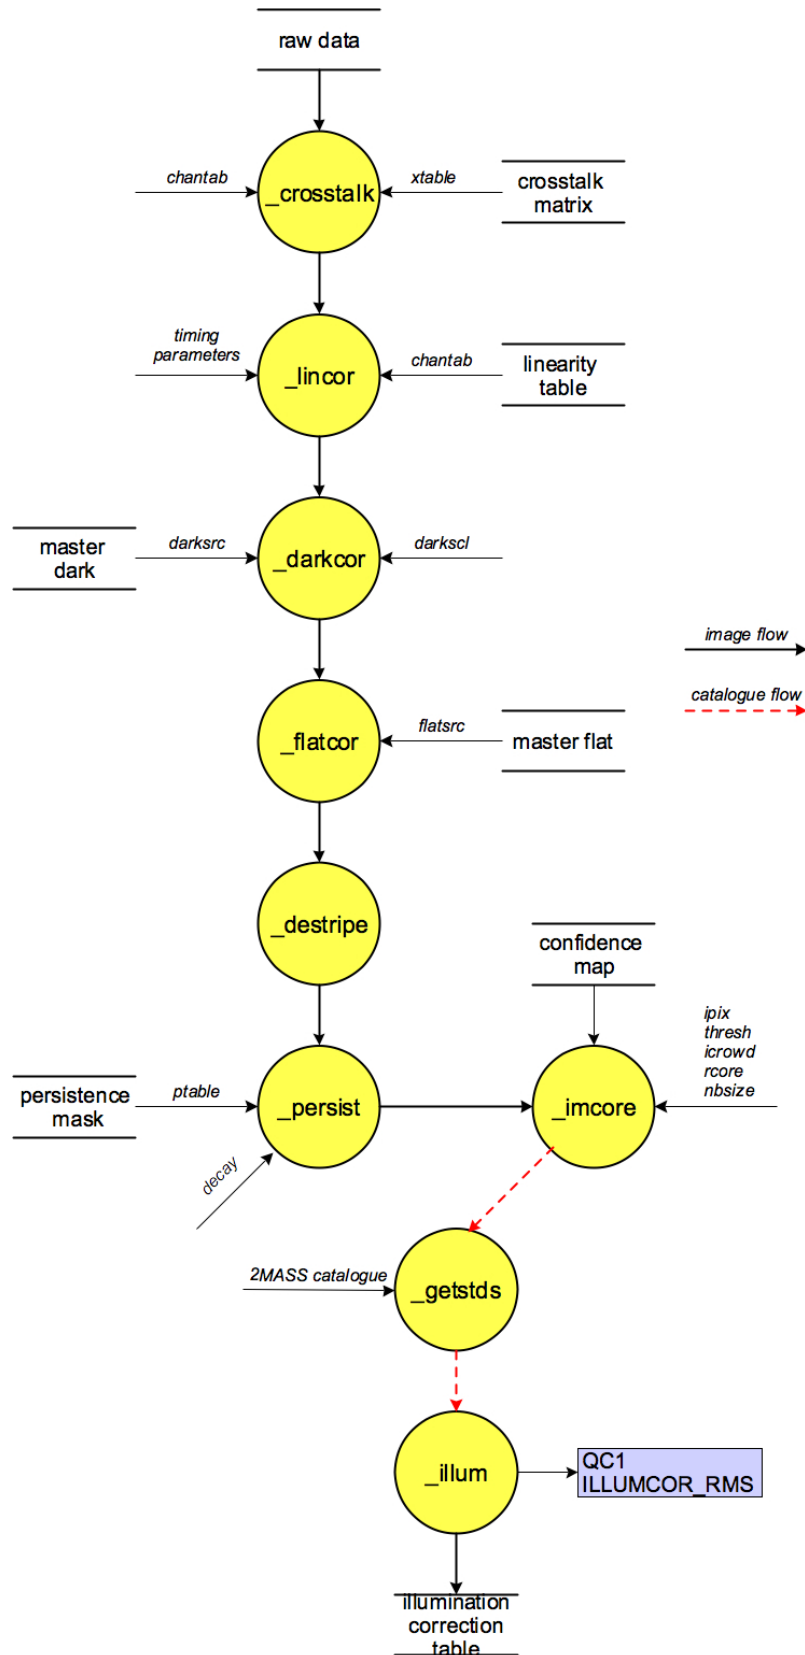 raw data
chantab
_crosstalk
xtable
crosstalk
matrix
timing
parameters
_lincor
chantab
linearity
table
master
dark
darksrc
_darkcor
darkscl
image flow
catalogue flow
_flatcor
flatsrc
master flat
_destripe
confidence
map
ipix
thresh
icrowd
rcore
nbsize
persistence
mask
ptable
_persist
_imcore
decay
2MASS catalogue
_getstds
_illum
QC1
ILLUMCOR_RMS
illumination
correction
table